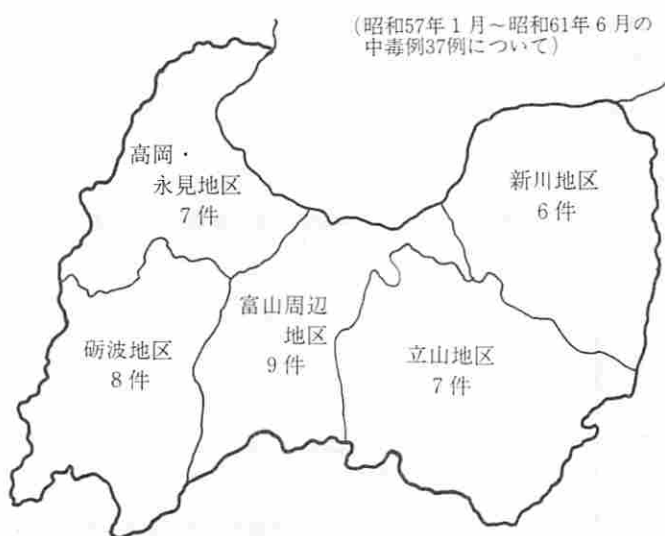 (昭和57年1月〜昭和61年6月の
中毒例37例について)
高岡・
永見地区
7件
新川地区
6件
富山周辺
地区
9件
砺波地区
8件
立山地区
7件